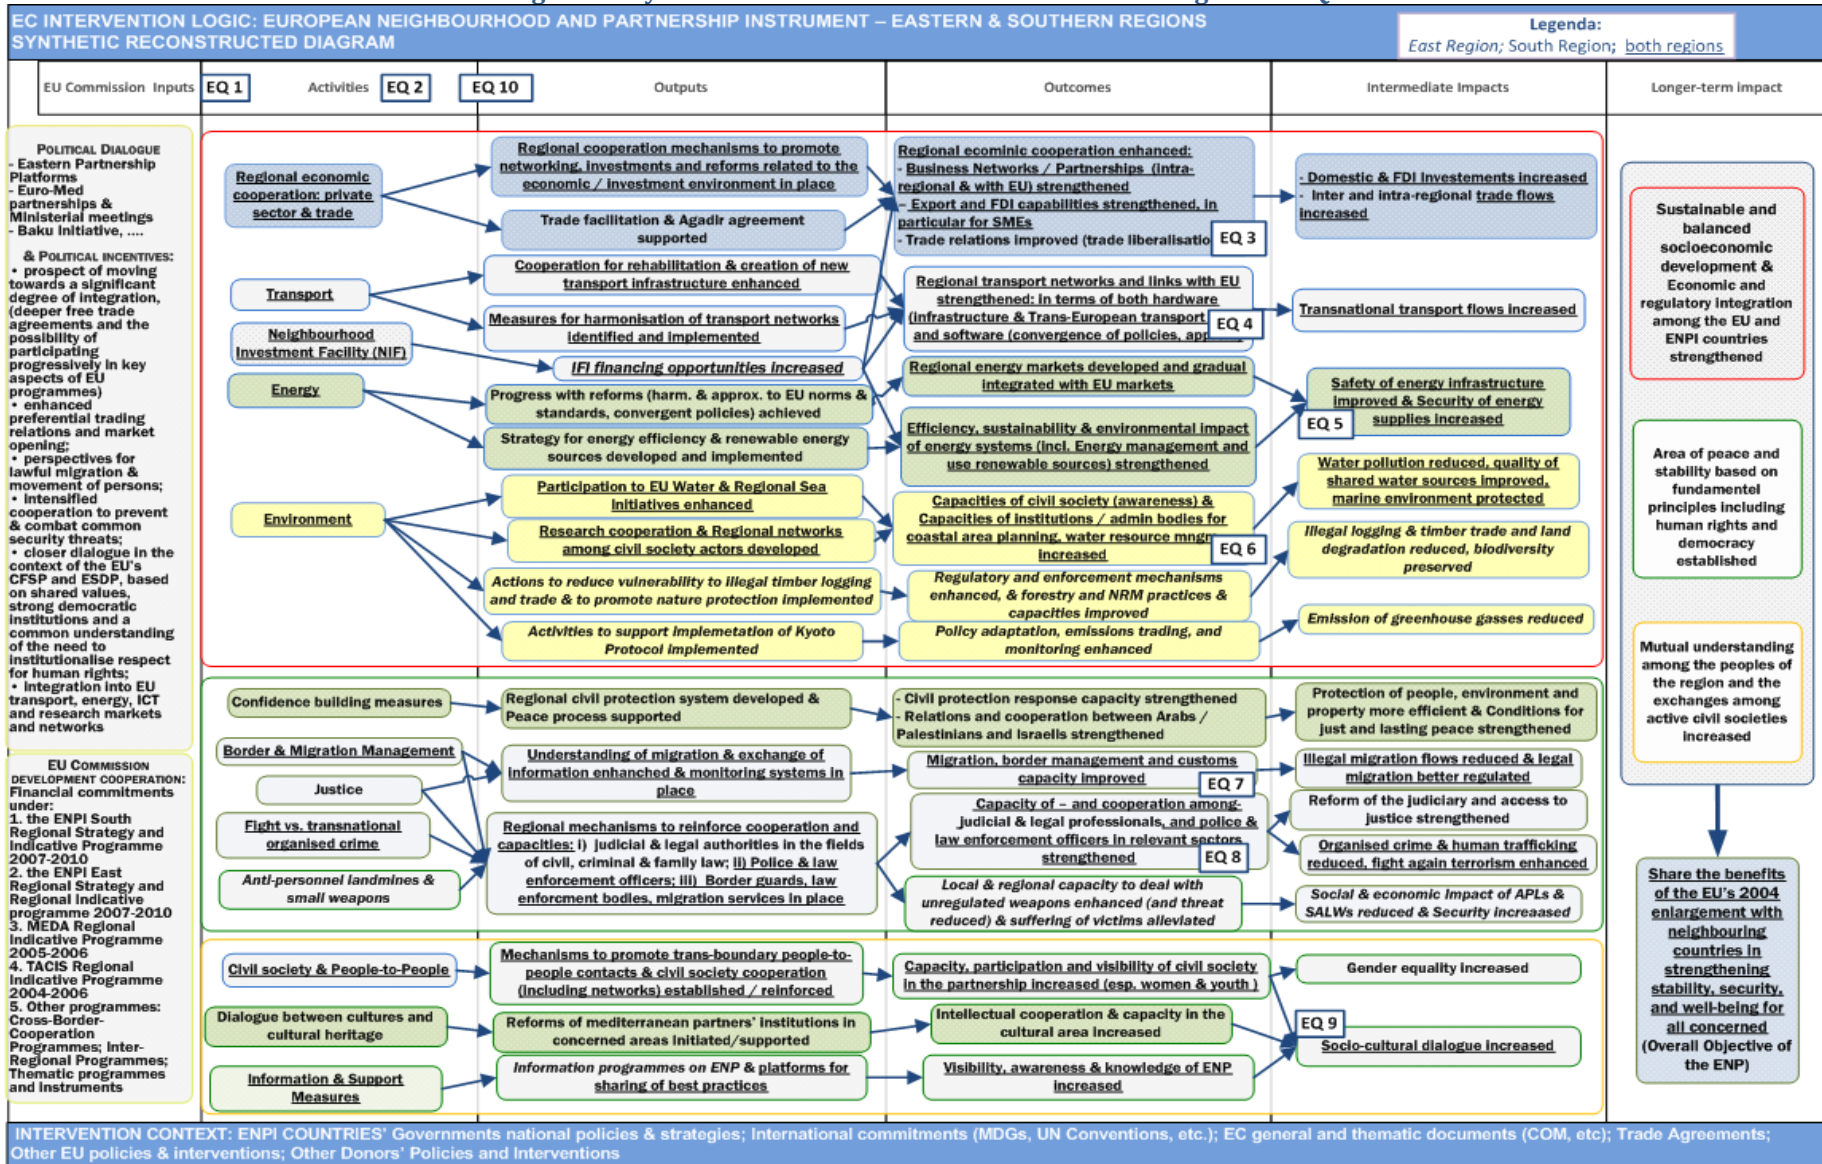 EC INTERVENTION LOGIC: EUROPEAN NEIGHBOURHOOD AND PARTNERSHIP INSTRUMENT – EASTERN & SOUTHERN REGIONS
SYNTHETIC RECONSTRUCTED DIAGRAM
Legenda:
East Region; South Region; both regions
EU Commission Inputs
EQ 1
Activities
EQ 2
EQ 10
Outputs
Outcomes
Intermediate Impacts
Longer-term impact
POLITICAL DIALOGUE
- Eastern Partnership
Platforms
- Euro-Med
partnerships &
Ministerial meetings
- Baku Initiative, ....
& POLITICAL INCENTIVES:
• prospect of moving
towards a significant
degree of integration,
(deeper free trade
agreements and the
possibility of
participating
progressively in key
aspects of EU
programmes)
• enhanced
preferential trading
relations and market
opening;
• perspectives for
lawful migration &
movement of persons;
• intensified
cooperation to prevent
& combat common
security threats;
• closer dialogue in the
context of the EU's
CFSP and ESDP, based
on shared values,
strong democratic
institutions and a
common understanding
of the need to
institutionalise respect
for human rights;
• integration into EU
transport, energy, ICT
and research markets
and networks
EU COMMISSION
DEVELOPMENT COOPERATION:
Financial commitments
under:
1. the ENPI South
Regional Strategy and
Indicative Programme
2007-2010
2. the ENPI East
Regional Strategy and
Regional Indicative
programme 2007-2010
3. MEDA Regional
Indicative Programme
2005-2006
4. TACIS Regional
Indicative Programme
2004-2006
5. Other programmes:
Cross-Border-
Cooperation
Programmes; Inter-
Regional Programmes;
Thematic programmes
and Instruments
Regional economic
cooperation: private
sector & trade
Transport
Neighbourhood
Investment Facility (NIF)
Energy
Environment
Regional cooperation mechanisms to promote
networking, investments and reforms related to the
economic / investment environment in place
Trade facilitation & Agadir agreement
supported
Cooperation for rehabilitation & creation of new
transport infrastructure enhanced
Measures for harmonisation of transport networks
identified and implemented
IFI financing opportunities increased
Progress with reforms (harm. & approx. to EU norms &
standards, convergent policies) achieved
Strategy for energy efficiency & renewable energy
sources developed and implemented
Participation to EU Water & Regional Sea
Initiatives enhanced
Research cooperation & Regional networks
among civil society actors developed
Actions to reduce vulnerability to illegal timber logging
and trade & to promote nature protection implemented
Activities to support implemetation of Kyoto
Protocol implemented
Regional ecominic cooperation enhanced:
- Business Networks / Partnerships (intra-
regional & with EU) strengthened
– Export and FDI capabilities strengthened, in
particular for SMEs
- Trade relations improved (trade liberalisatio
EQ 3
Regional transport networks and links with EU
strengthened: in terms of both hardware
(infrastructure & Trans-European transport
and software (convergence of policies,
EQ 4
Regional energy markets developed and gradual
integrated with EU markets
Efficiency, sustainability & environmental impact
of energy systems (incl. Energy management and
use renewable sources) strengthened
Capacities of civil society (awareness) &
Capacities of institutions / admin bodies for
coastal area planning, water resource
increased
EQ 6
Regulatory and enforcement mechanisms
enhanced, & forestry and NRM practices &
capacities improved
Policy adaptation, emissions trading, and
monitoring enhanced
- Domestic & FDI Investements increased
- Inter and intra-regional trade flows
increased
Transnational transport flows increased
Safety of energy infrastructure
improved & Security of energy
supplies increased
EQ 5
Water pollution reduced, quality of
shared water sources improved,
marine environment protected
Illegal logging & timber trade and land
degradation reduced, biodiversity
preserved
Emission of greenhouse gasses reduced
Confidence building measures
Border & Migration Management
Justice
Fight vs. transnational
organised crime
Anti-personnel landmines &
small weapons
Regional civil protection system developed &
Peace process supported
Understanding of migration & exchange of
information enhanched & monitoring systems in
place
Regional mechanisms to reinforce cooperation and
capacities: i) judicial & legal authorities in the fields
of civil, criminal & family law; ii) Police & law
enforcement officers; iii) Border guards, law
enforcment bodies, migration services in place
- Civil protection response capacity strengthened
- Relations and cooperation between Arabs /
Palestinians and Israelis strengthened
Migration, border management and customs
capacity improved
EQ 7
Capacity of – and cooperation among-
judicial & legal professionals, and police &
law enforcement officers in relevant sectors
strengthened
EQ 8
Local & regional capacity to deal with
unregulated weapons enhanced (and threat
reduced) & suffering of victims alleviated
Protection of people, environment and
property more efficient & Conditions for
just and lasting peace strengthened
Illegal migration flows reduced & legal
migration better regulated
Reform of the judiciary and access to
justice strengthened
Organised crime & human trafficking
reduced, fight again terrorism enhanced
Social & economic impact of APLs &
SALWs reduced & Security increaased
Civil society & People-to-People
Dialogue between cultures and
cultural heritage
Information & Support
Measures
Mechanisms to promote trans-boundary people-to-
people contacts & civil society cooperation
(including networks) established / reinforced
Reforms of mediterranean partners' institutions in
concerned areas initiated/supported
Information programmes on ENP & platforms for
sharing of best practices
Capacity, participation and visibility of civil society
in the partnership increased (esp. women & youth )
Intellectual cooperation & capacity in the
cultural area increased
Visibility, awareness & knowledge of ENP
increased
Gender equality increased
EQ 9
Socio-cultural dialogue increased
Sustainable and
balanced
socioeconomic
development &
Economic and
regulatory integration
among the EU and
ENPI countries
strengthened
Area of peace and
stability based on
fundamentel
principles including
human rights and
democracy
established
Mutual understanding
among the peoples of
the region and the
exchanges among
active civil societies
increased
Share the benefits
of the EU's 2004
enlargement with
neighbouring
countries in
strengthening
stability, security,
and well-being for
all concerned
(Overall Objective of
the ENP)
INTERVENTION CONTEXT: ENPI COUNTRIES' Governments national policies & strategies; International commitments (MDGs, UN Conventions, etc.); EC general and thematic documents (COM, etc); Trade Agreements;
Other EU policies & interventions; Other Donors' Policies and Interventions